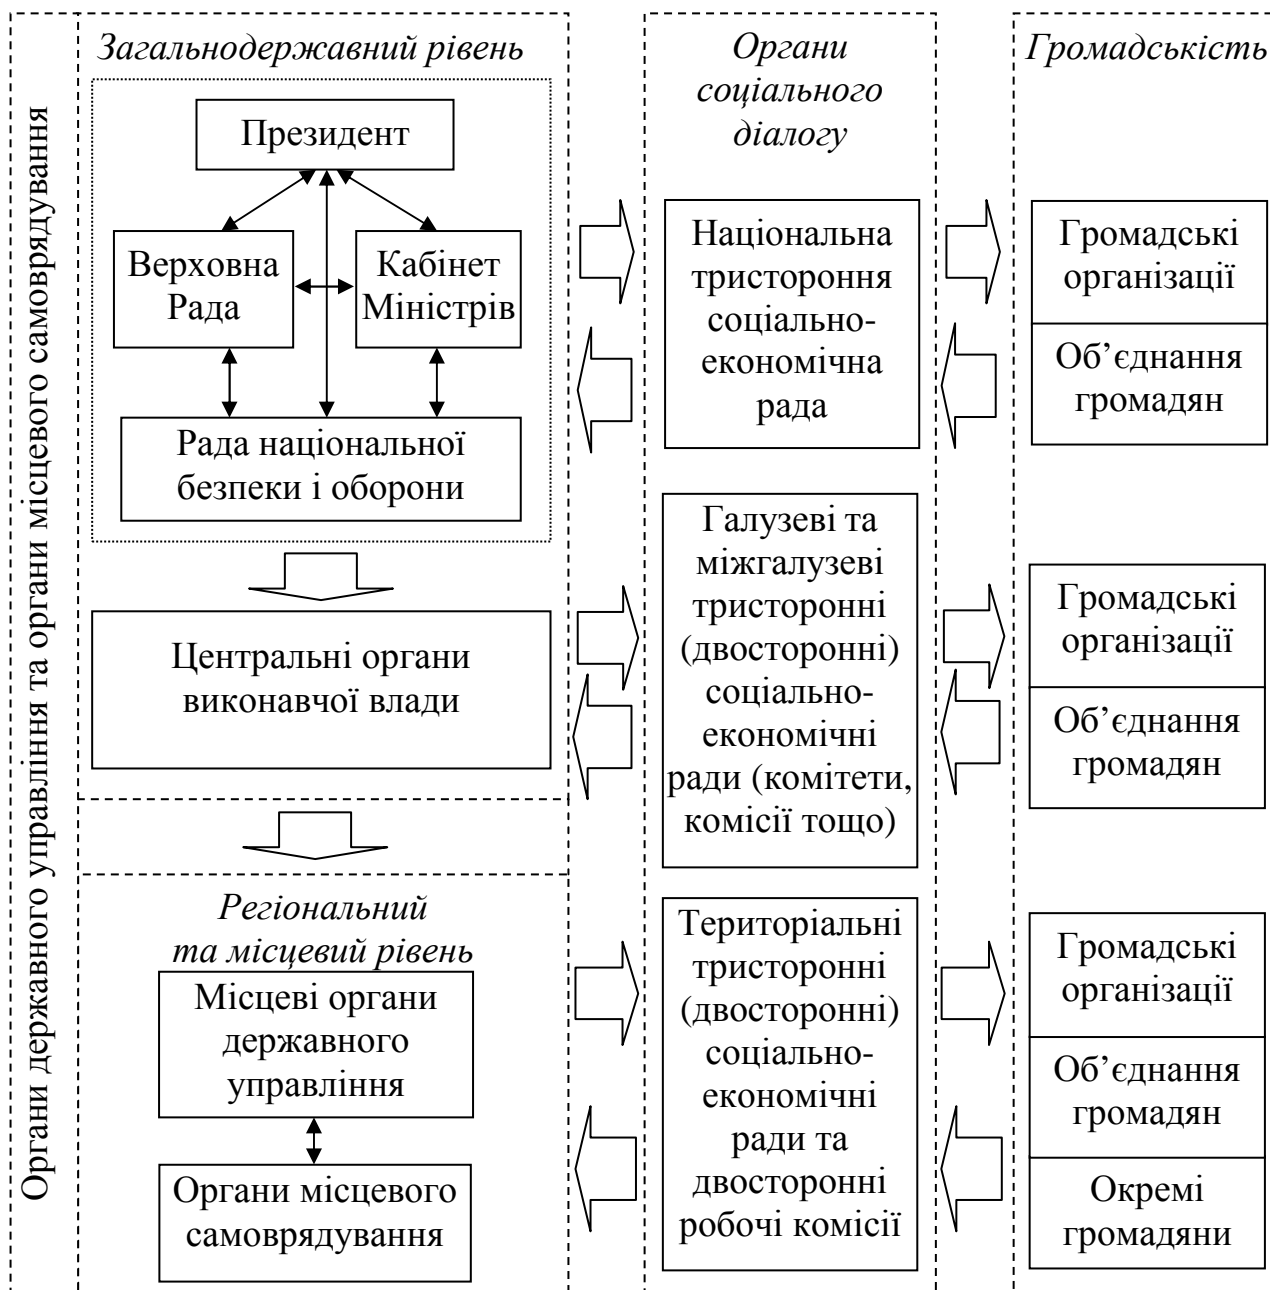 Органи державного управління та органи місцевого самоврядування
Загальнодержавний рівень
Президент
Верховна
Рада
Кабінет
Міністрів
Рада національної
безпеки і оборони
Центральні органи
виконавчої влади
Регіональний
та місцевий рівень
Місцеві органи
державного
управління
Органи місцевого
самоврядування
Органи
соціального
діалогу
Національна
тристороння
соціально-
економічна
рада
Галузеві та
міжгалузеві
тристоронні
(двосторонні)
соціально-
економічні
ради (комітети,
комісії тощо)
Територіальні
тристоронні
(двосторонні)
соціально-
економічні
ради та
двосторонні
робочі комісії
Громадськість
Громадські
організації
Об’єднання
громадян
Громадські
організації
Об’єднання
громадян
Громадські
організації
Об’єднання
громадян
Окремі
громадяни